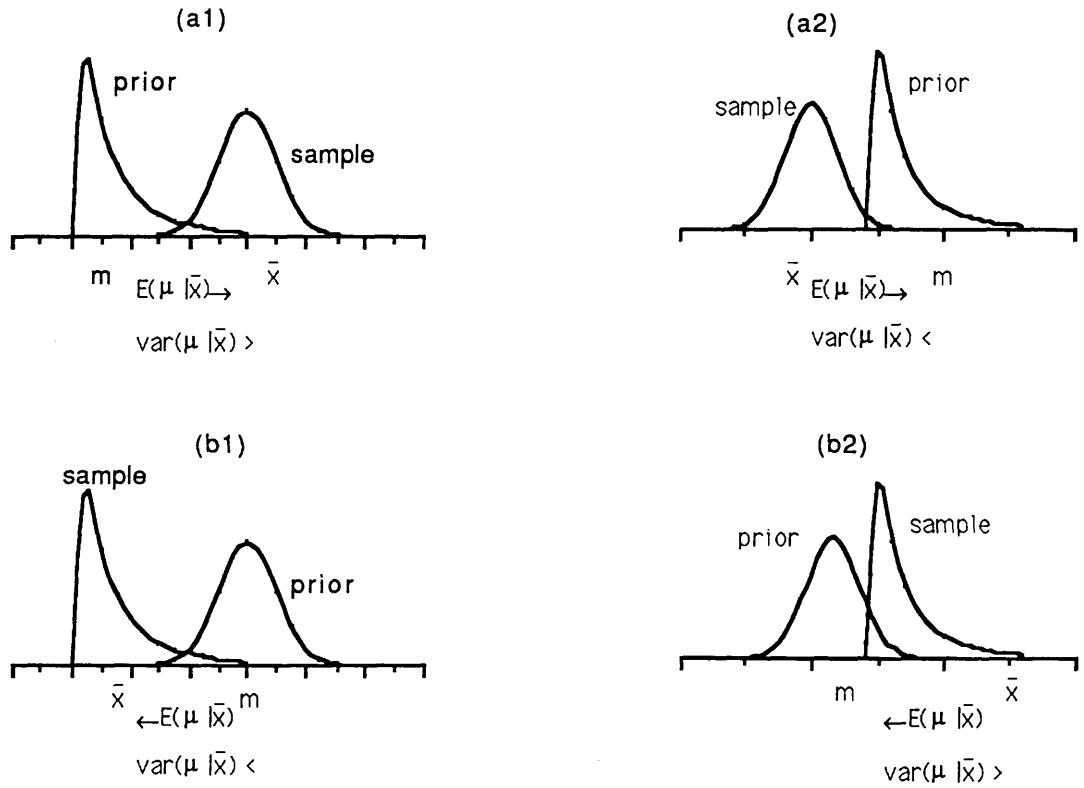 (a1)
prior
sample
m x̄
E(μ |x̄)→
var(μ |x̄) >
(a2)
sample
prior
x̄ E(μ |x̄)→ m
var(μ |x̄) <
(b1)
sample
prior
x̄ m
←E(μ |x̄)
var(μ |x̄) <
(b2)
prior
sample
m x̄
←E(μ |x̄)
var(μ |x̄) >